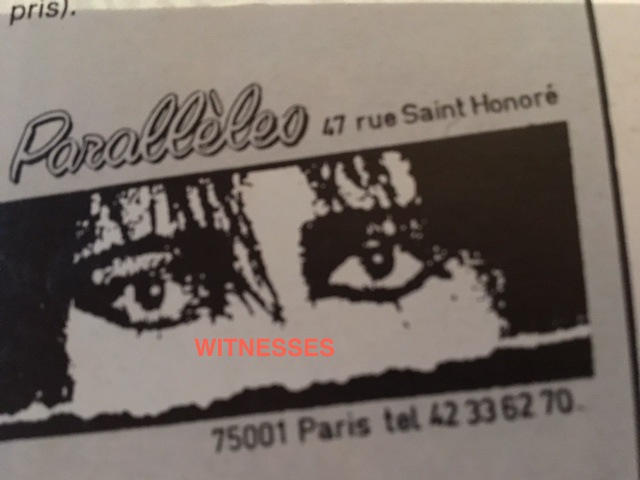 pris).
Parallèles 47 rue Saint Honoré
WITNESSES
75001 Paris tel 42 33 62 70.